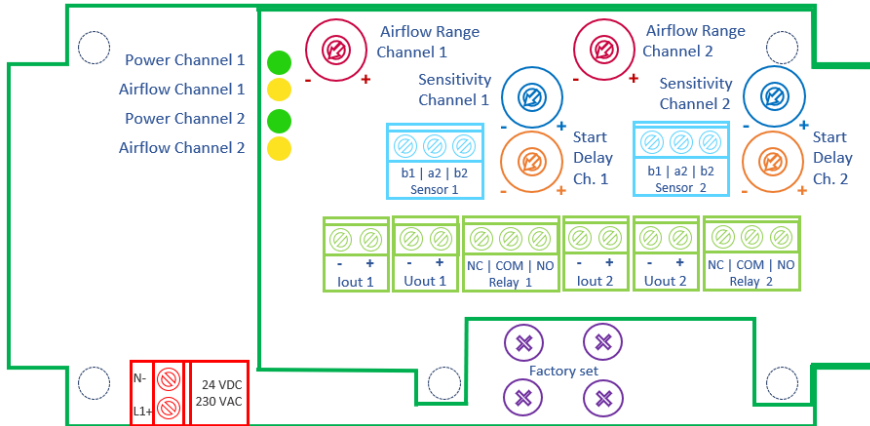 Power Channel 1
Airflow Channel 1
Power Channel 2
Airflow Channel 2
Airflow Range
Channel 1
- +
Sensitivity
Channel 1
- +
Start
Delay
Ch. 1
- +
b1 | a2 | b2
Sensor 1
Airflow Range
Channel 2
- +
Sensitivity
Channel 2
- +
Start
Delay
Ch. 2
- +
b1 | a2 | b2
Sensor 2
- +
Iout 1
- +
Uout 1
NC | COM | NO
Relay 1
- +
Iout 2
- +
Uout 2
NC | COM | NO
Relay 2
Factory set
N-
L1+
24 VDC
230 VAC